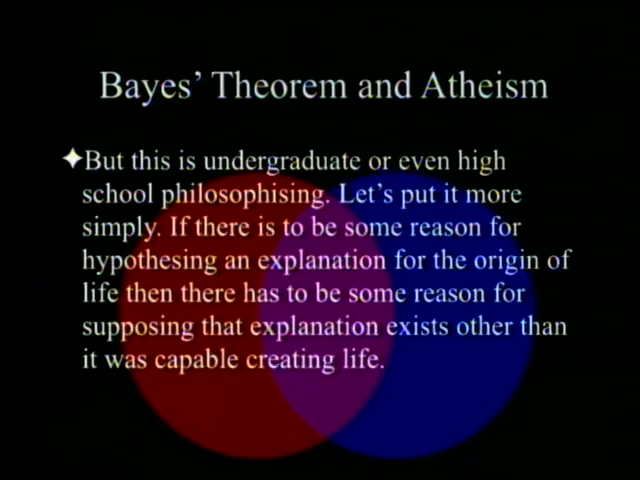 Bayes’ Theorem and Atheism
✦But this is undergraduate or even high
school philosophising. Let’s put it more
simply. If there is to be some reason for
hypothesing an explanation for the origin of
life then there has to be some reason for
supposing that explanation exists other than
it was capable creating life.